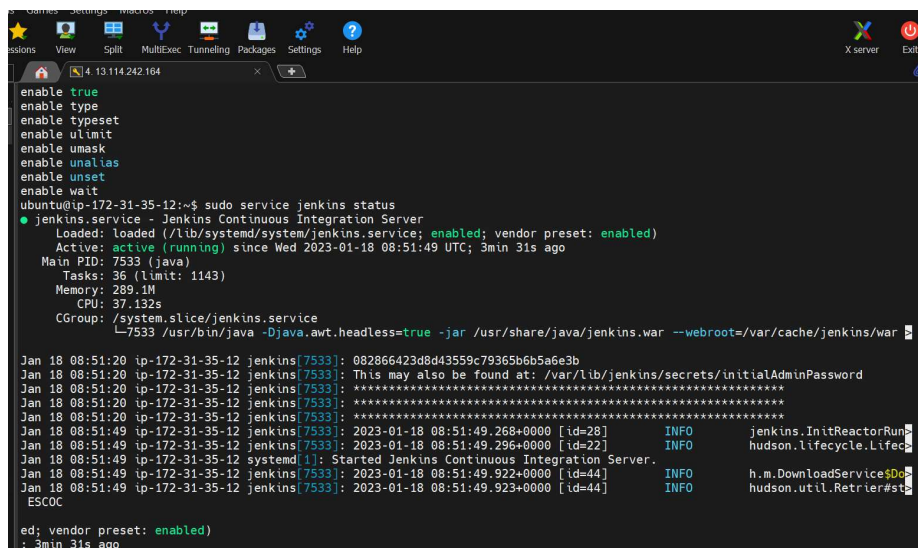 Games Settings Macros Help
essions View Split MultiExec Tunneling Packages Settings Help X server Exit
4. 13.114.242.164
enable true
enable type
enable typeset
enable ulimit
enable umask
enable unalias
enable unset
enable wait
ubuntu@ip-172-31-35-12:~$ sudo service jenkins status
● jenkins.service - Jenkins Continuous Integration Server
Loaded: loaded (/lib/systemd/system/jenkins.service; enabled; vendor preset: enabled)
Active: active (running) since Wed 2023-01-18 08:51:49 UTC; 3min 31s ago
Main PID: 7533 (java)
Tasks: 36 (limit: 1143)
Memory: 289.1M
CPU: 37.132s
CGroup: /system.slice/jenkins.service
└─7533 /usr/bin/java -Djava.awt.headless=true -jar /usr/share/java/jenkins.war --webroot=/var/cache/jenkins/war >
Jan 18 08:51:20 ip-172-31-35-12 jenkins[7533]: 082866423d8d43559c79365b6b5a6e3b
Jan 18 08:51:20 ip-172-31-35-12 jenkins[7533]: This may also be found at: /var/lib/jenkins/secrets/initialAdminPassword
Jan 18 08:51:20 ip-172-31-35-12 jenkins[7533]: *************************************************************
Jan 18 08:51:20 ip-172-31-35-12 jenkins[7533]: *************************************************************
Jan 18 08:51:20 ip-172-31-35-12 jenkins[7533]: *************************************************************
Jan 18 08:51:49 ip-172-31-35-12 jenkins[7533]: 2023-01-18 08:51:49.268+0000 [id=28] INFO jenkins.InitReactorRun>
Jan 18 08:51:49 ip-172-31-35-12 jenkins[7533]: 2023-01-18 08:51:49.296+0000 [id=22] INFO hudson.lifecycle.Lifec>
Jan 18 08:51:49 ip-172-31-35-12 systemd[1]: Started Jenkins Continuous Integration Server.
Jan 18 08:51:49 ip-172-31-35-12 jenkins[7533]: 2023-01-18 08:51:49.922+0000 [id=44] INFO h.m.DownloadService$Do>
Jan 18 08:51:49 ip-172-31-35-12 jenkins[7533]: 2023-01-18 08:51:49.923+0000 [id=44] INFO hudson.util.Retrier#st>
ESCOC
ed; vendor preset: enabled)
: 3min 31s ago